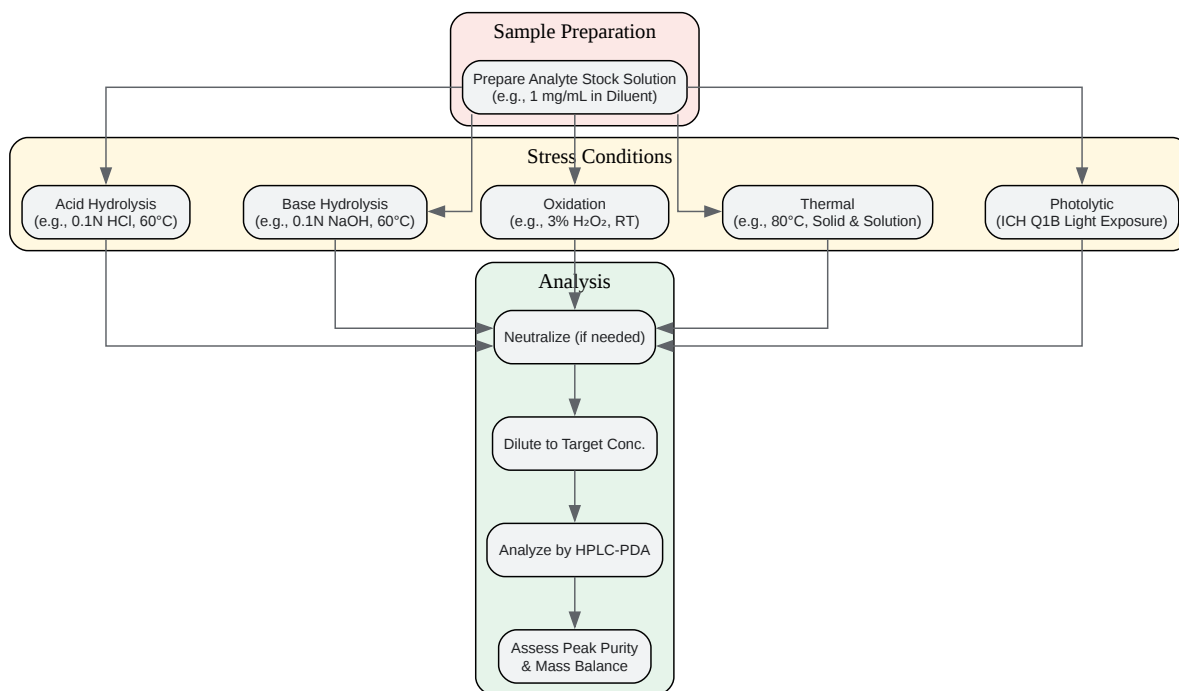 Sample Preparation
Prepare Analyte Stock Solution
(e.g., 1 mg/mL in Diluent)
Stress Conditions
Acid Hydrolysis
(e.g., 0.1N HCl, 60°C)
Base Hydrolysis
(e.g., 0.1N NaOH, 60°C)
Oxidation
(e.g., 3% H₂O₂, RT)
Thermal
(e.g., 80°C, Solid & Solution)
Photolytic
(ICH Q1B Light Exposure)
Analysis
Neutralize (if needed)
Dilute to Target Conc.
Analyze by HPLC-PDA
Assess Peak Purity
& Mass Balance